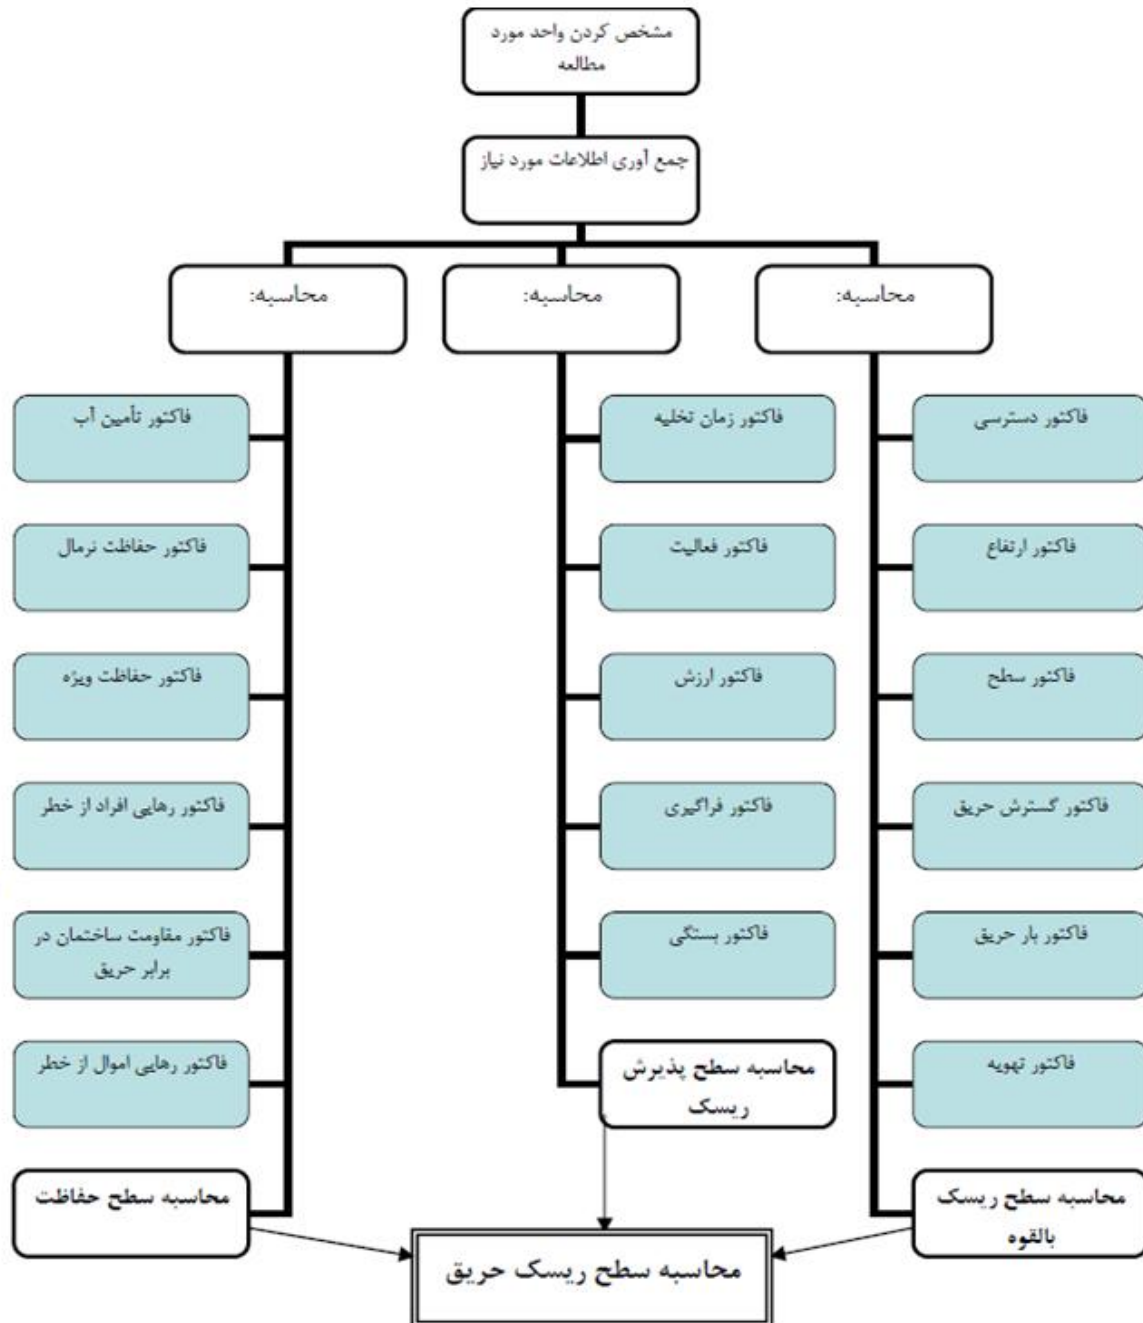 مشخص کردن واحد مورد
مطالعه
جمع آوری اطلاعات مورد نیاز
محاسبه:
محاسبه:
محاسبه:
فاکتور دسترسی
فاکتور ارتفاع
فاکتور سطح
فاکتور گسترش حریق
فاکتور بار حریق
فاکتور تهویه
محاسبه سطح ریسک
بالقوه
فاکتور زمان تخلیه
فاکتور فعالیت
فاکتور ارزش
فاکتور فراگیری
فاکتور بستگی
محاسبه سطح پذیرش
ریسک
فاکتور تأمین آب
فاکتور حفاظت نرمال
فاکتور حفاظت ویژه
فاکتور رهایی افراد از خطر
فاکتور مقاومت ساختمان در
برابر حریق
فاکتور رهایی اموال از خطر
محاسبه سطح حفاظت
محاسبه سطح ریسک حریق